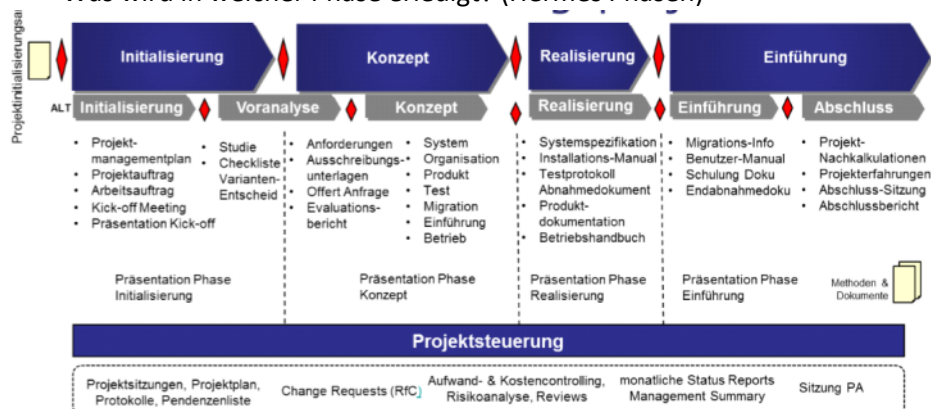 Was wird in welcher Phase erledigt? (Hermes Phasen)
Projektinitialisierungsa
Initialisierung
Konzept
Realisierung
Einführung
ALT
Initialisierung
Voranalyse
Konzept
Realisierung
Einführung
Abschluss
• Projekt-
managementplan
• Projektauftrag
• Arbeitsauftrag
• Kick-off Meeting
• Präsentation Kick-off
• Studie
• Checkliste
Varianten-
Entscheid
• Anforderungen
• Ausschreibungs-
unterlagen
• Offert Anfrage
• Evaluations-
bericht
• System
• Organisation
• Produkt
• Test
• Migration
• Einführung
• Betrieb
• Systemspezifikation
• Installations-Manual
• Testprotokoll
Abnahmedokument
• Produkt-
dokumentation
• Betriebshandbuch
• Migrations-Info
• Benutzer-Manual
• Schulung Doku
• Endabnahmedoku
• Projekt-
Nachkalkulationen
• Projekterfahrungen
• Abschluss-Sitzung
• Abschlussbericht
Präsentation Phase
Initialisierung
Präsentation Phase
Konzept
Präsentation Phase
Realisierung
Präsentation Phase
Einführung
Methoden &
Dokumente
Projektsteuerung
Projektsitzungen, Projektplan,
Protokolle, Pendenzenliste
Change Requests (RfC)
Aufwand- & Kostencontrolling,
Risikoanalyse, Reviews
monatliche Status Reports
Management Summary
Sitzung PA